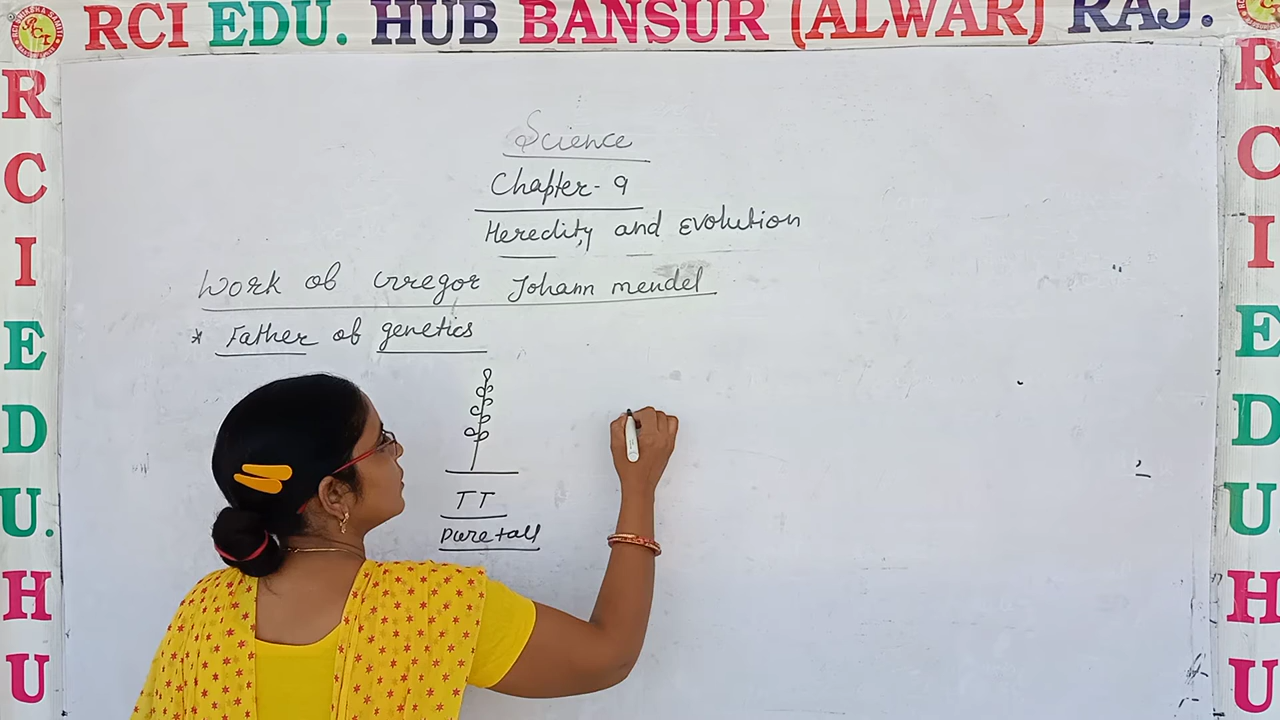 RCI EDU. HUB BANSUR (ALWAR) RAJ.
R
C
I
E
D
U.
H
U
Science
Chapter- 9
Heredity and Evolution
Work of Gregor Johann mendel
* Father of genetics
TT
pure tall
R
C
I
E
D
U
H
U